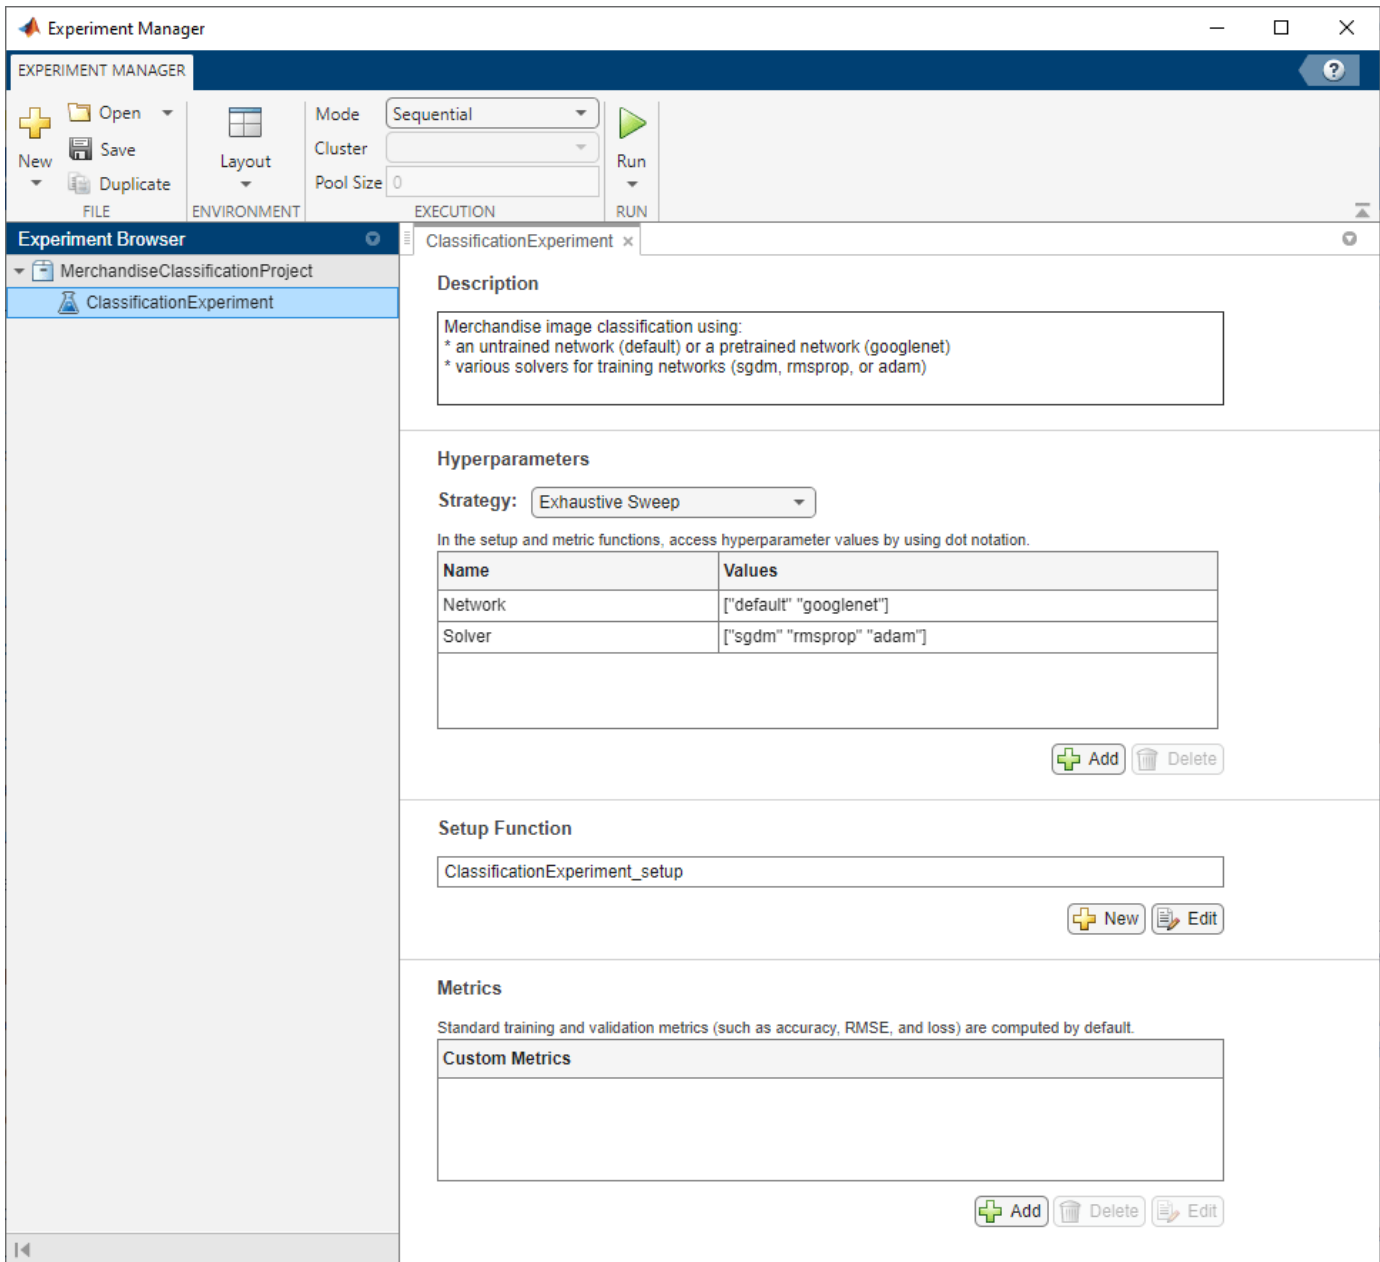 Experiment Manager
EXPERIMENT MANAGER
?
New
Open
Save
Duplicate
FILE
Layout
ENVIRONMENT
Mode Sequential
Cluster
Pool Size 0
EXECUTION
Run
RUN
Experiment Browser
MerchandiseClassificationProject
ClassificationExperiment
ClassificationExperiment ×
Description
Merchandise image classification using:
* an untrained network (default) or a pretrained network (googlenet)
* various solvers for training networks (sgdm, rmsprop, or adam)
Hyperparameters
Strategy: Exhaustive Sweep
In the setup and metric functions, access hyperparameter values by using dot notation.
Name Values
Network ["default" "googlenet"]
Solver ["sgdm" "rmsprop" "adam"]
Add Delete
Setup Function
ClassificationExperiment_setup
New Edit
Metrics
Standard training and validation metrics (such as accuracy, RMSE, and loss) are computed by default.
Custom Metrics
Add Delete Edit